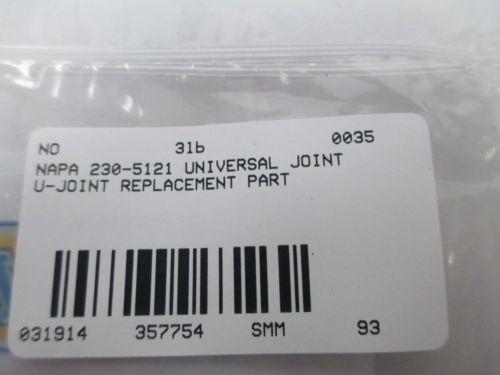 NO 31b 0035
NAPA 230-5121 UNIVERSAL JOINT
U-JOINT REPLACEMENT PART
031914 357754 SMM 93